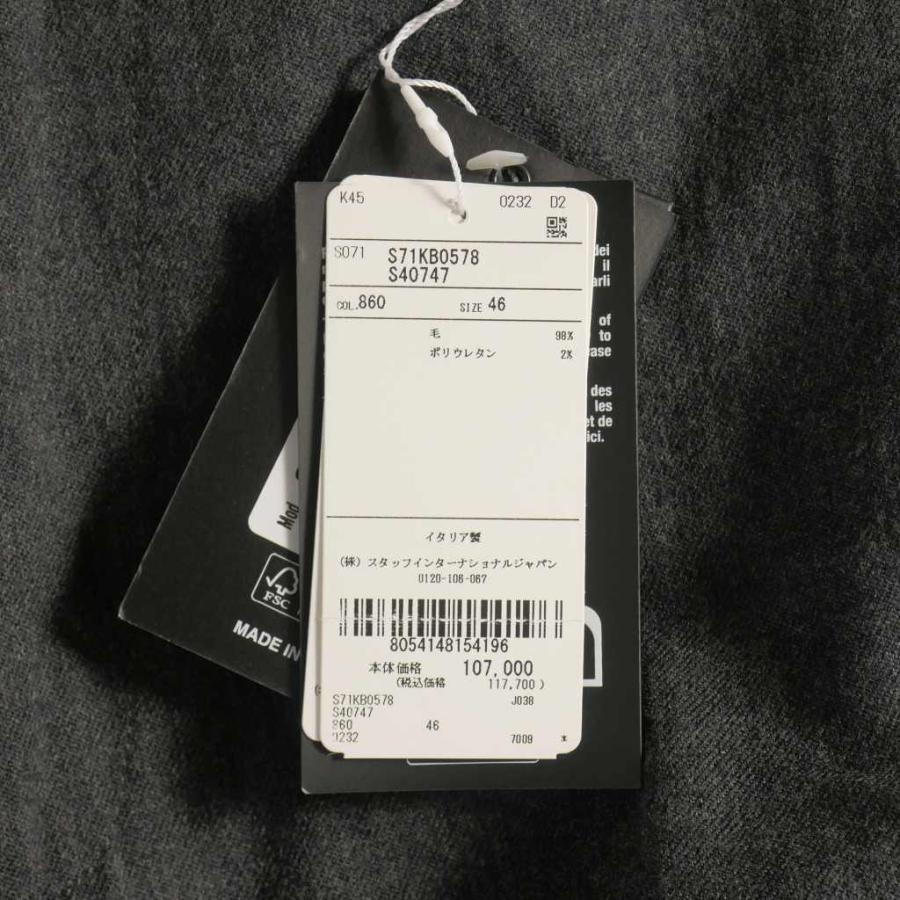 K45 0232 D2
S071 S71KB0578
S40747
COL.860 SIZE 46
毛 98%
ポリウレタン 2%
イタリア製
(株) スタッフインターナショナルジャパン
0120-106-067
8054148154196
本体価格 107,000
(税込価格 117,700 )
S71KB0578 J038
S40747
860 46
0232 7009
dei
il
arli
of
to
rase
des
les
et de
ici.
Mod
FSC
MADE IN